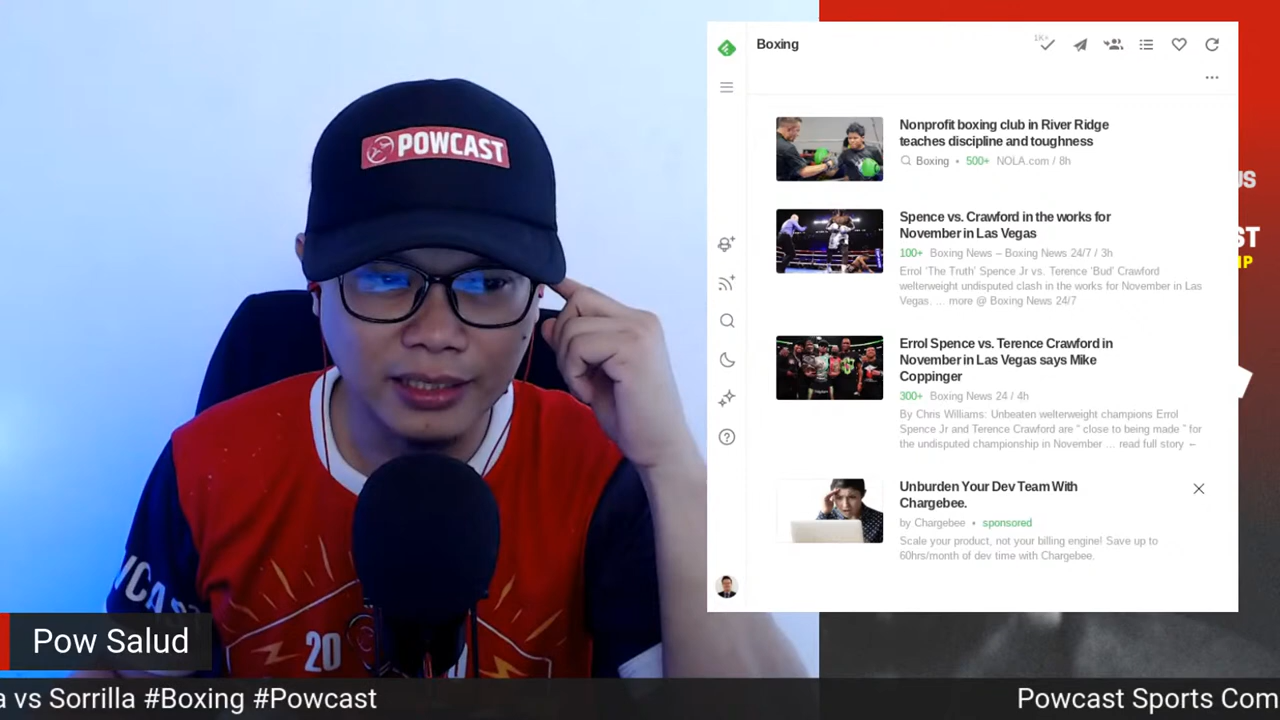 POWCAST
20
Pow Salud
a vs Sorrilla #Boxing #Powcast
Powcast Sports Com
Boxing
1K+
Nonprofit boxing club in River Ridge
teaches discipline and toughness
Boxing • 500+ NOLA.com / 8h
Spence vs. Crawford in the works for
November in Las Vegas
100+ Boxing News – Boxing News 24/7 / 3h
Errol ‘The Truth’ Spence Jr vs. Terence ‘Bud’ Crawford
welterweight undisputed clash in the works for November in Las
Vegas. ... more @ Boxing News 24/7
Errol Spence vs. Terence Crawford in
November in Las Vegas says Mike
Coppinger
300+ Boxing News 24 / 4h
By Chris Williams: Unbeaten welterweight champions Errol
Spence Jr and Terence Crawford are “ close to being made ” for
the undisputed championship in November ... read full story ←
Unburden Your Dev Team With
Chargebee.
by Chargebee • sponsored
Scale your product, not your billing engine! Save up to
60hrs/month of dev time with Chargebee.
US
ST
IP